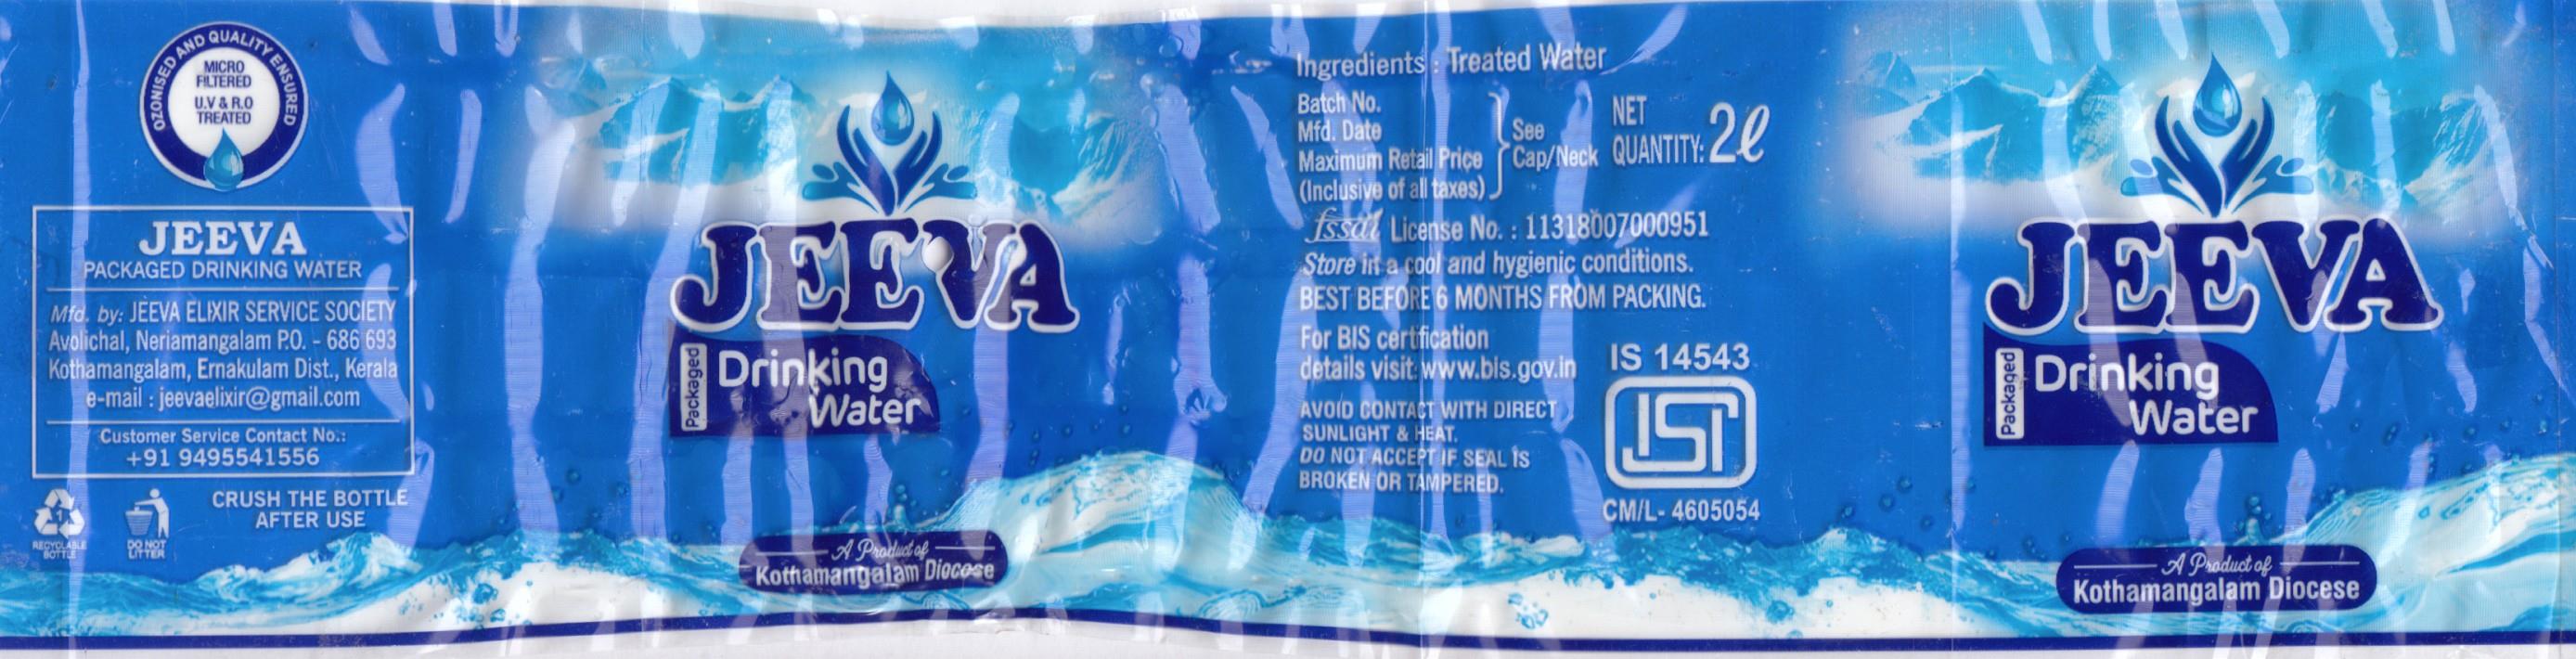 OZONISED AND QUALITY ENSURED
MICRO
FILTERED
U.V & R.O
TREATED
JEEVA
PACKAGED DRINKING WATER
Mfd. by: JEEVA ELIXIR SERVICE SOCIETY
Avolichal, Neriamangalam P.O. - 686 693
Kothamangalam, Ernakulam Dist., Kerala
e-mail : jeevaelixir@gmail.com
Customer Service Contact No.:
+91 9495541556
1
RECYCLABLE
BOTTLE
DO NOT
LITTER
CRUSH THE BOTTLE
AFTER USE
JEEVA
Packaged
Drinking
Water
A Product of
Kothamangalam Diocese
Ingredients : Treated Water
Batch No.
Mfd. Date
Maximum Retail Price
(Inclusive of all taxes)
See
Cap/Neck
NET
QUANTITY: 2ℓ
fssai License No. : 11318007000951
Store in a cool and hygienic conditions.
BEST BEFORE 6 MONTHS FROM PACKING.
For BIS certification
details visit: www.bis.gov.in
AVOID CONTACT WITH DIRECT
SUNLIGHT & HEAT.
DO NOT ACCEPT IF SEAL IS
BROKEN OR TAMPERED.
IS 14543
ISI
CM/L- 4605054
JEEVA
Packaged
Drinking
Water
A Product of
Kothamangalam Diocese